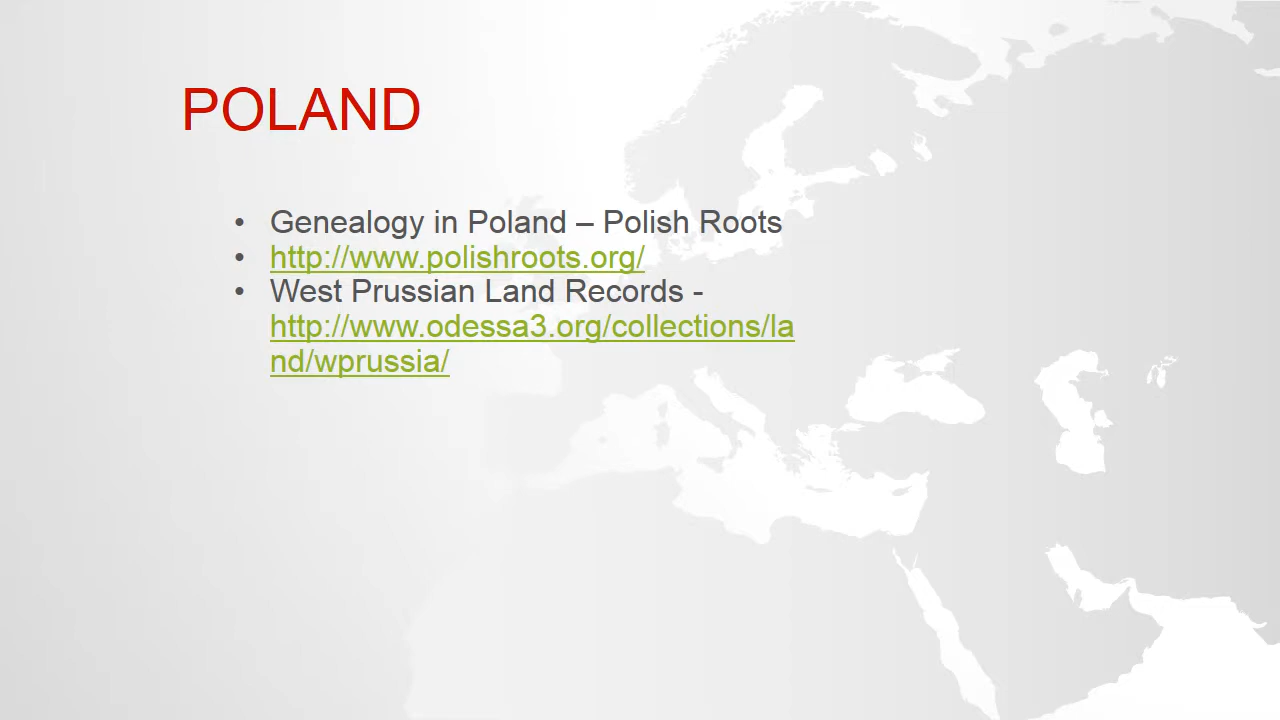 POLAND
• Genealogy in Poland – Polish Roots
• http://www.polishroots.org/
• West Prussian Land Records -
http://www.odessa3.org/collections/la
nd/wprussia/